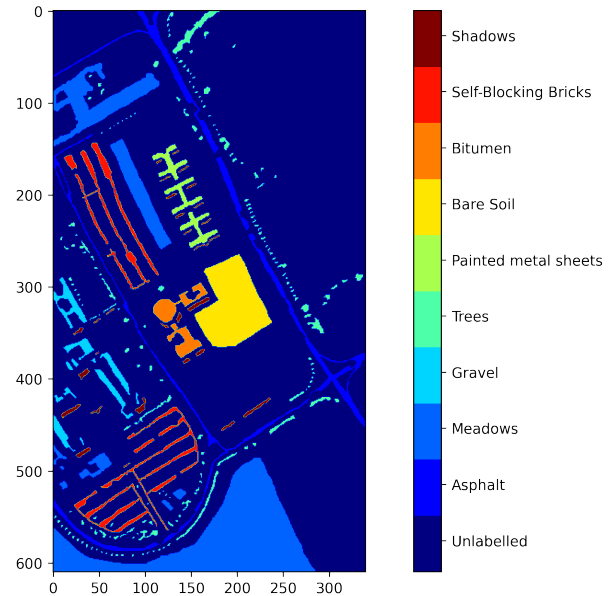 0
100
200
300
400
500
600
0 50 100 150 200 250 300
Shadows
Self-Blocking Bricks
Bitumen
Bare Soil
Painted metal sheets
Trees
Gravel
Meadows
Asphalt
Unlabelled